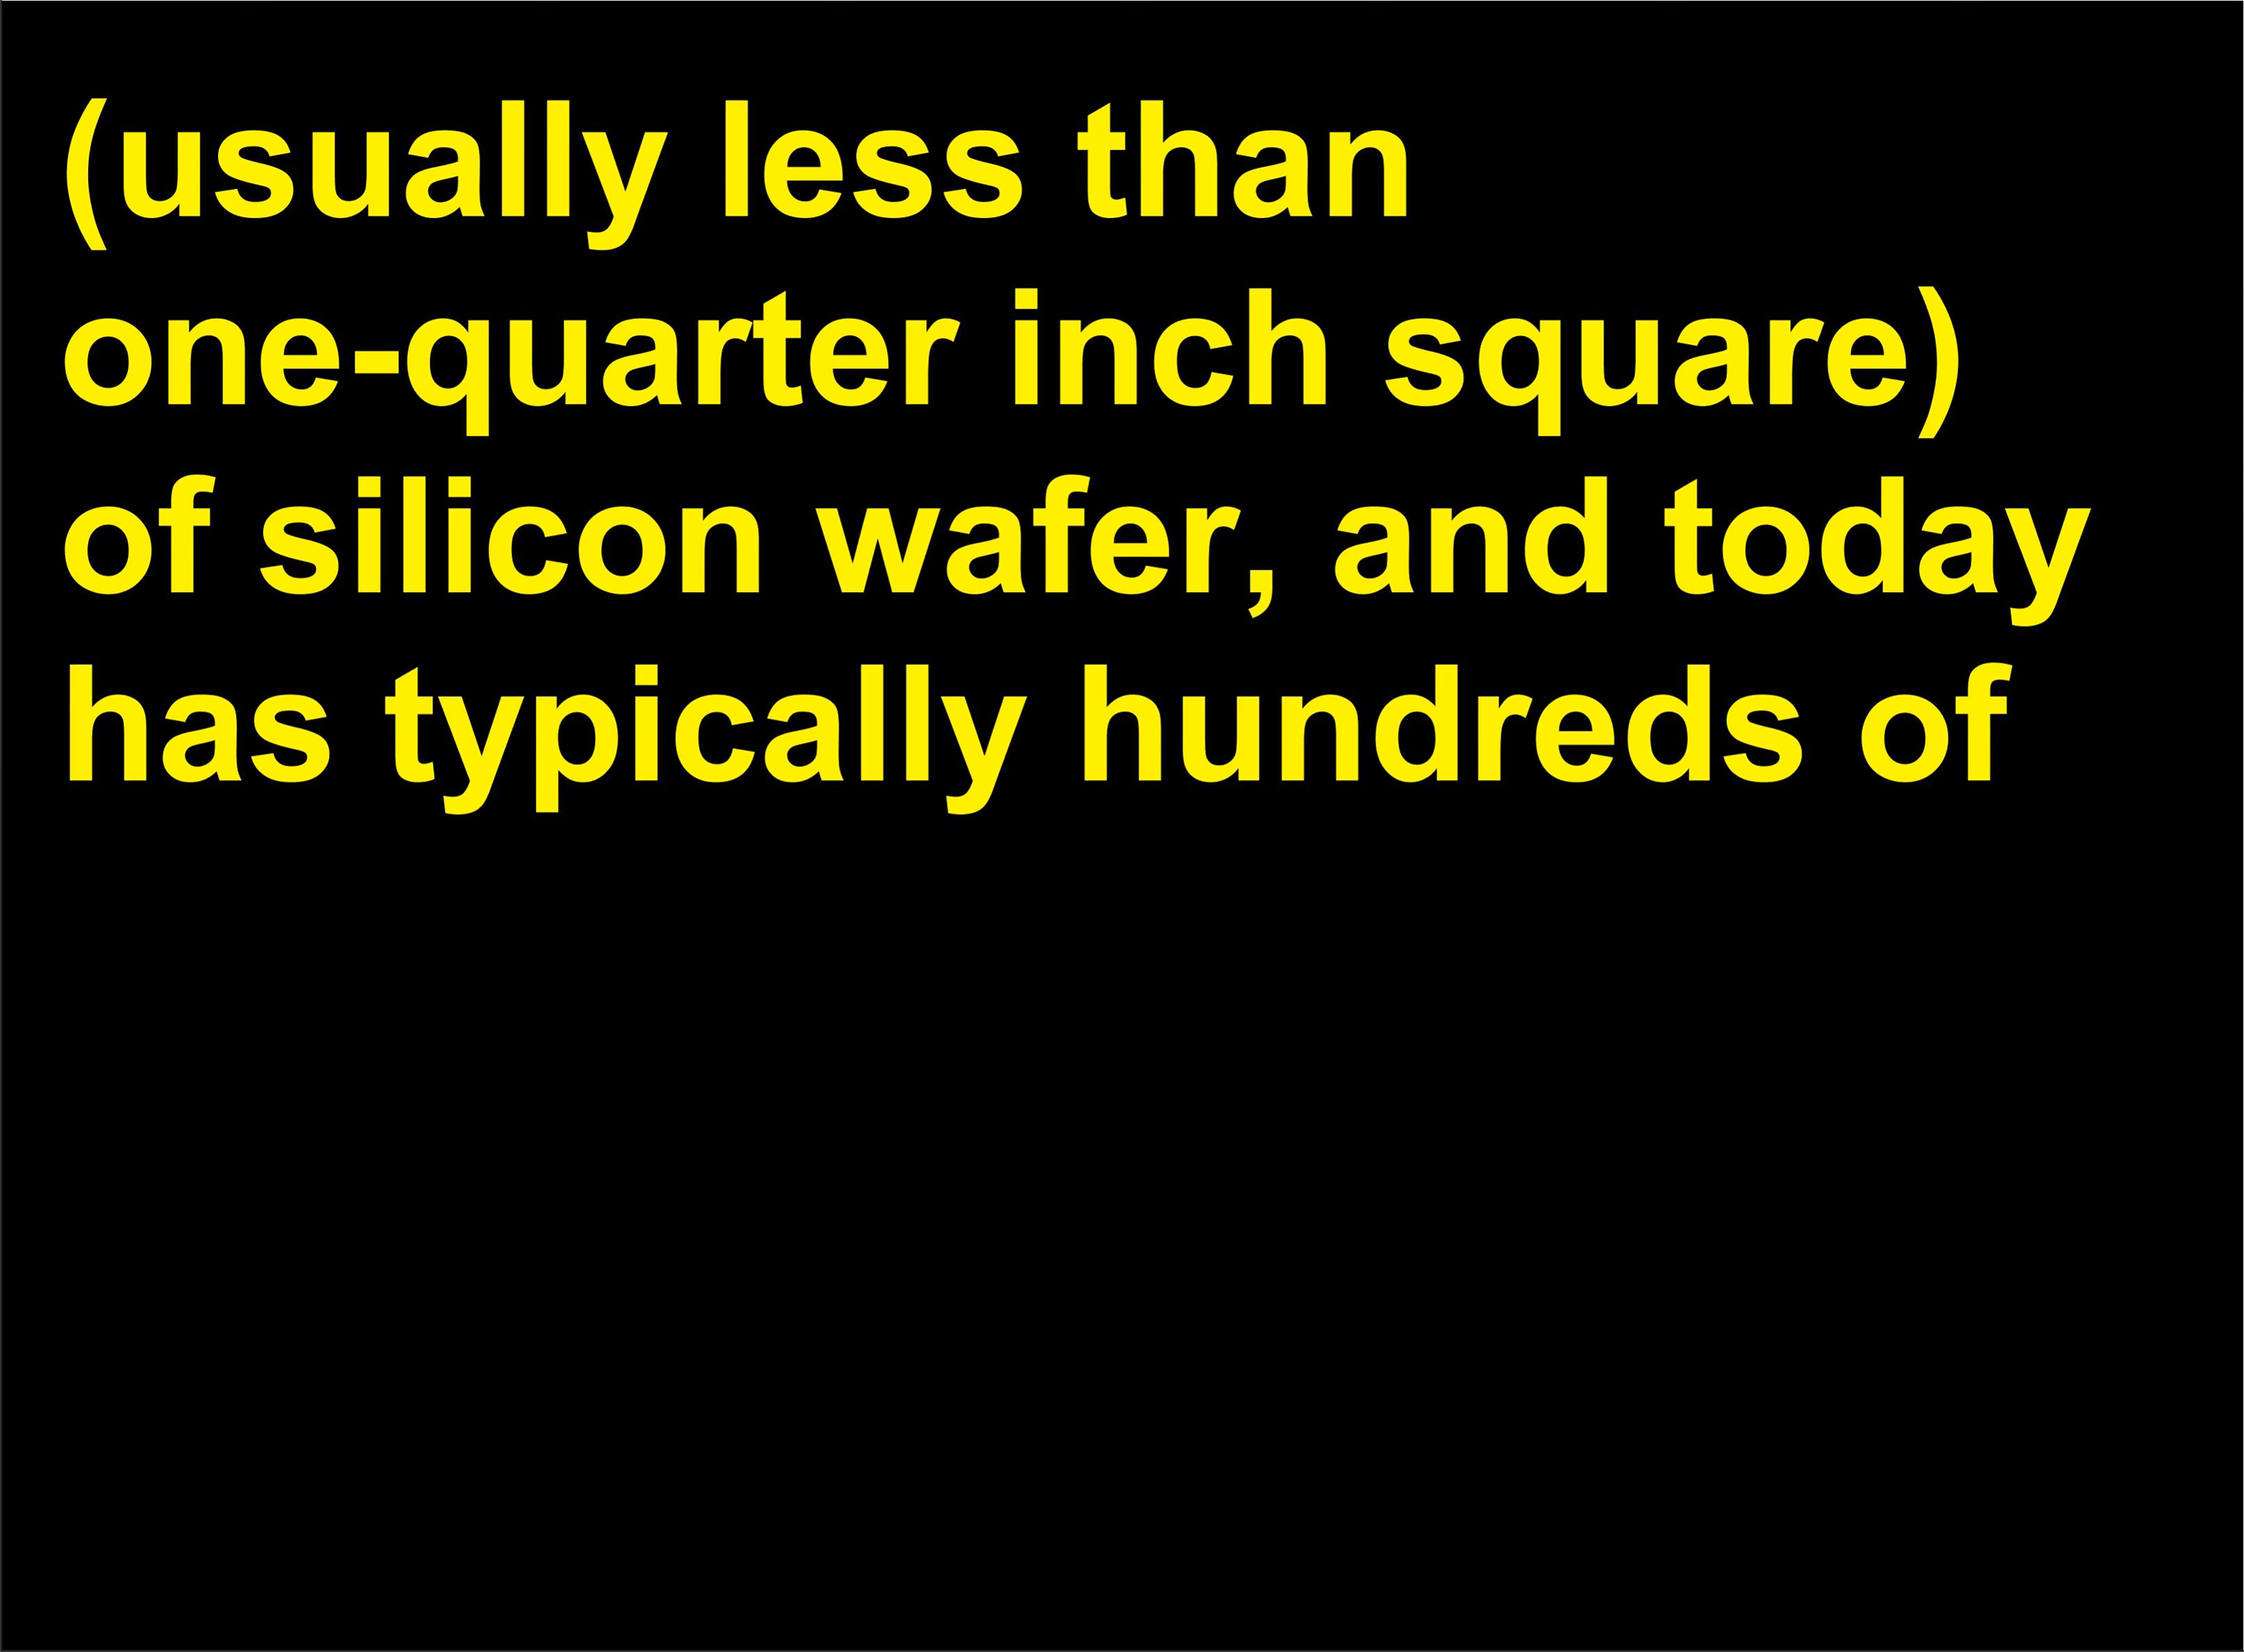 (usually less than
one-quarter inch square)
of silicon wafer, and today
has typically hundreds of